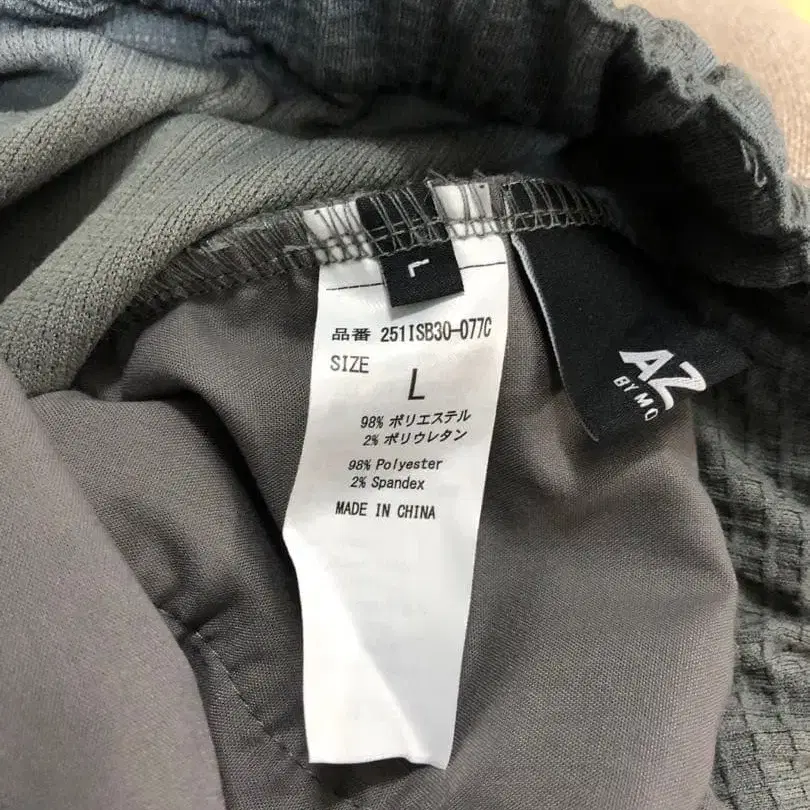 L
品番 251ISB30-077C
SIZE
L
98% ポリエステル
2% ポリウレタン
98% Polyester
2% Spandex
MADE IN CHINA
AZ
BY MO